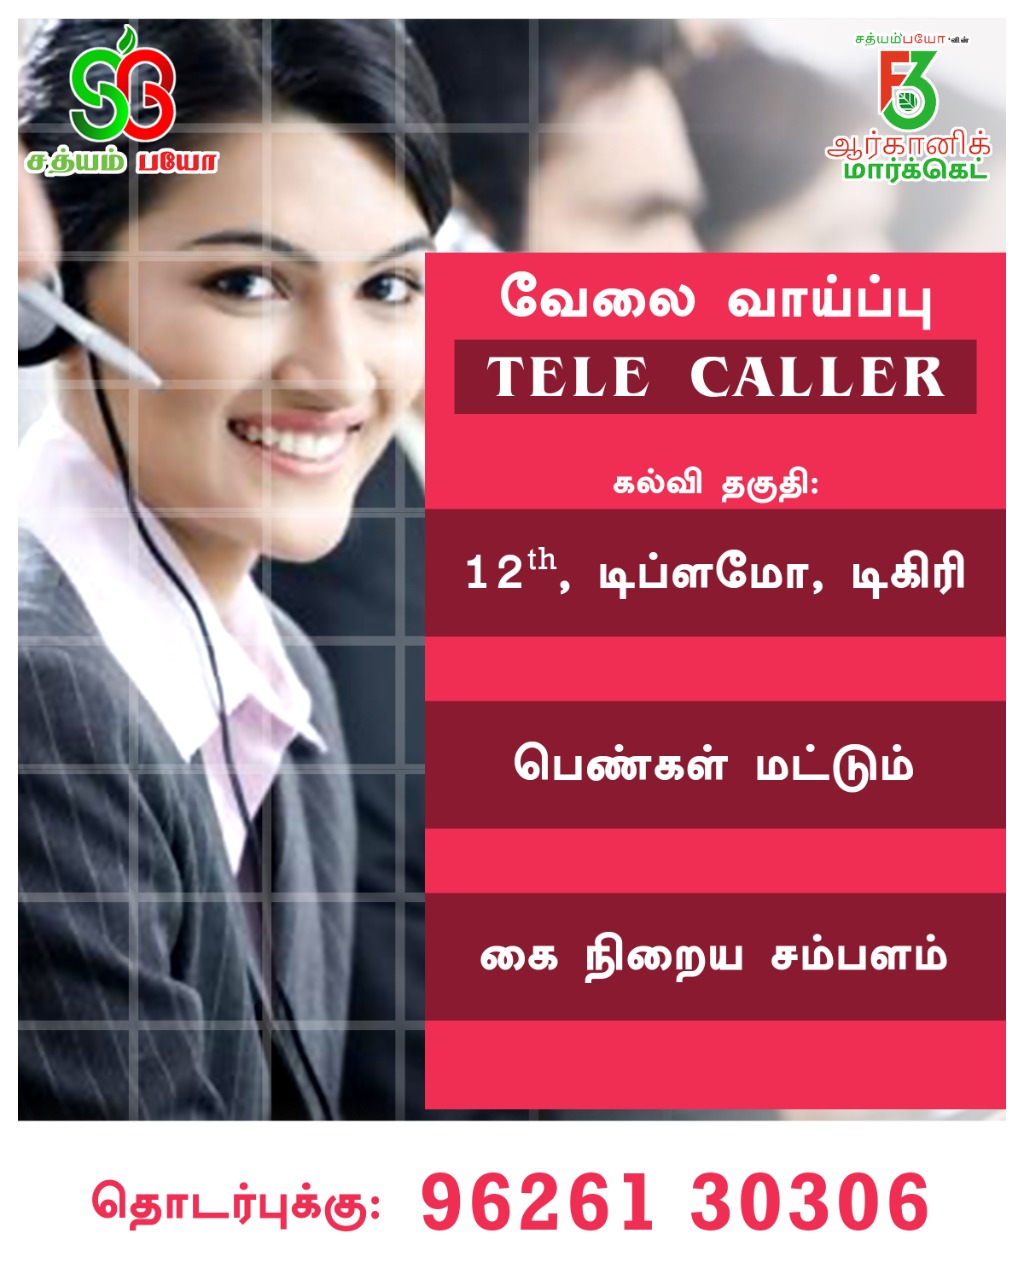 SB
சத்யம் பயோ
சத்யம்பயோ 'வின்
F3
ஆர்கானிக்
மார்க்கெட்
வேலை வாய்ப்பு
TELE CALLER
கல்வி தகுதி:
12th, டிப்ளமோ, டிகிரி
பெண்கள் மட்டும்
கை நிறைய சம்பளம்
தொடர்புக்கு: 96261 30306